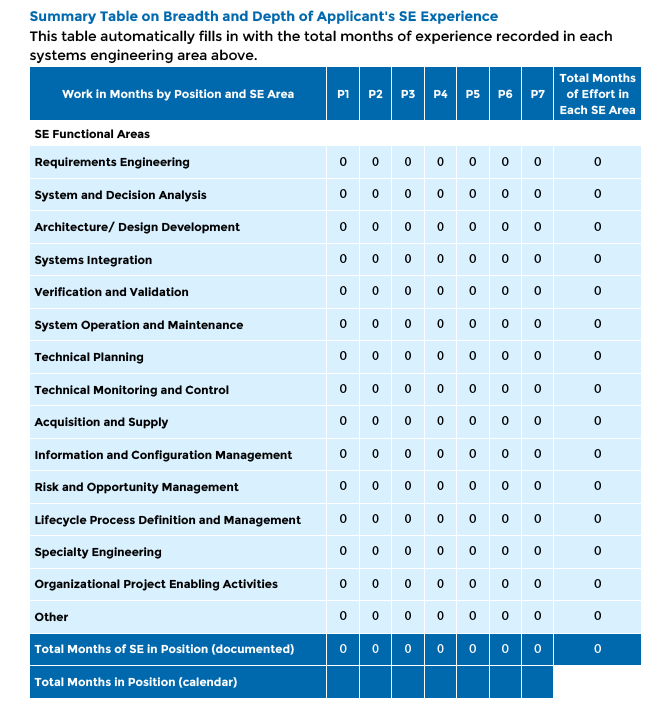 Summary Table on Breadth and Depth of Applicant's SE Experience
This table automatically fills in with the total months of experience recorded in each
systems engineering area above.
Work in Months by Position and SE Area P1 P2 P3 P4 P5 P6 P7 Total Months of Effort in Each SE Area
SE Functional Areas
Requirements Engineering 0 0 0 0 0 0 0 0
System and Decision Analysis 0 0 0 0 0 0 0 0
Architecture/ Design Development 0 0 0 0 0 0 0 0
Systems Integration 0 0 0 0 0 0 0 0
Verification and Validation 0 0 0 0 0 0 0 0
System Operation and Maintenance 0 0 0 0 0 0 0 0
Technical Planning 0 0 0 0 0 0 0 0
Technical Monitoring and Control 0 0 0 0 0 0 0 0
Acquisition and Supply 0 0 0 0 0 0 0 0
Information and Configuration Management 0 0 0 0 0 0 0 0
Risk and Opportunity Management 0 0 0 0 0 0 0 0
Lifecycle Process Definition and Management 0 0 0 0 0 0 0 0
Specialty Engineering 0 0 0 0 0 0 0 0
Organizational Project Enabling Activities 0 0 0 0 0 0 0 0
Other 0 0 0 0 0 0 0 0
Total Months of SE in Position (documented) 0 0 0 0 0 0 0 0
Total Months in Position (calendar)